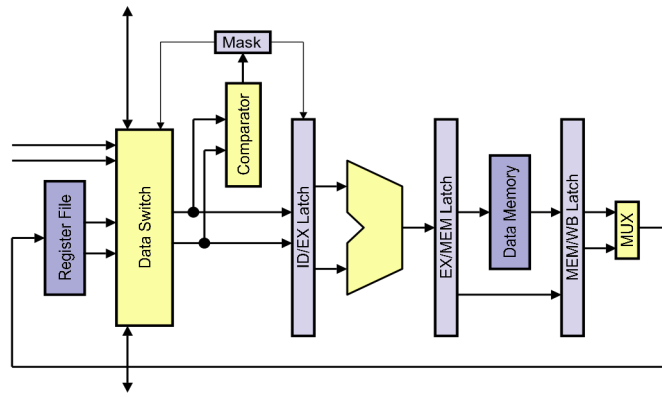 Mask
Comparator
Register File
Data Switch
ID/EX Latch
EX/MEM Latch
Data Memory
MEM/WB Latch
MUX